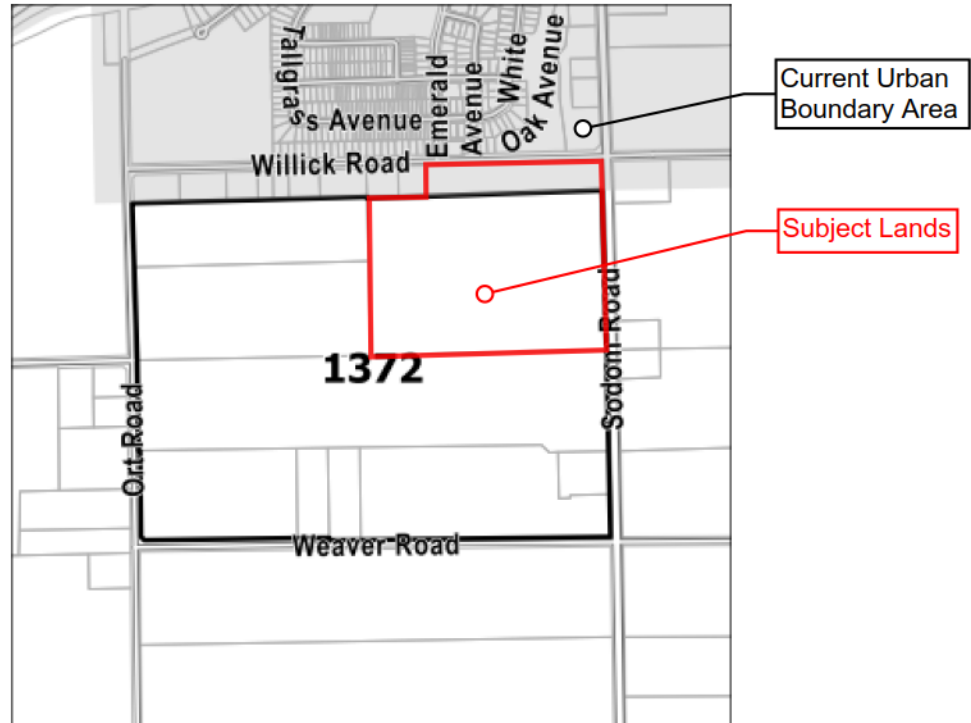 Tallgras
s Avenue
Emerald
Avenue
White
Oak Avenue
Current Urban
Boundary Area
Willick Road
Subject Lands
Sodom Road
1372
Ort Road
Weaver Road